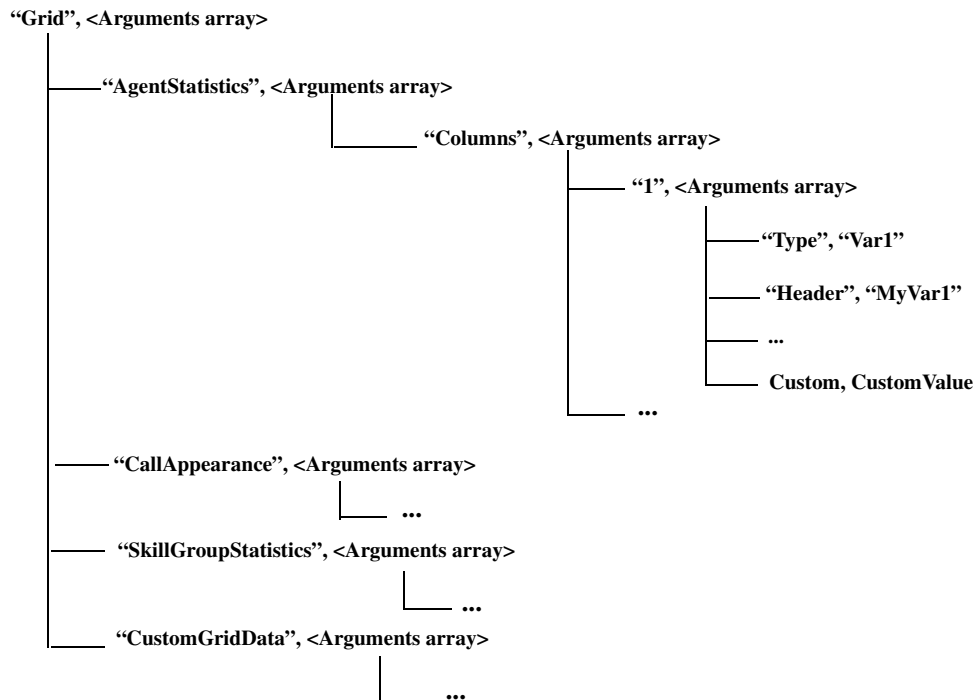 “Grid”, <Arguments array>
“AgentStatistics”, <Arguments array>
“Columns”, <Arguments array>
“1”, <Arguments array>
“Type”, “Var1”
“Header”, “MyVar1”
...
Custom, CustomValue
...
“CallAppearance”, <Arguments array>
...
“SkillGroupStatistics”, <Arguments array>
...
“CustomGridData”, <Arguments array>
...